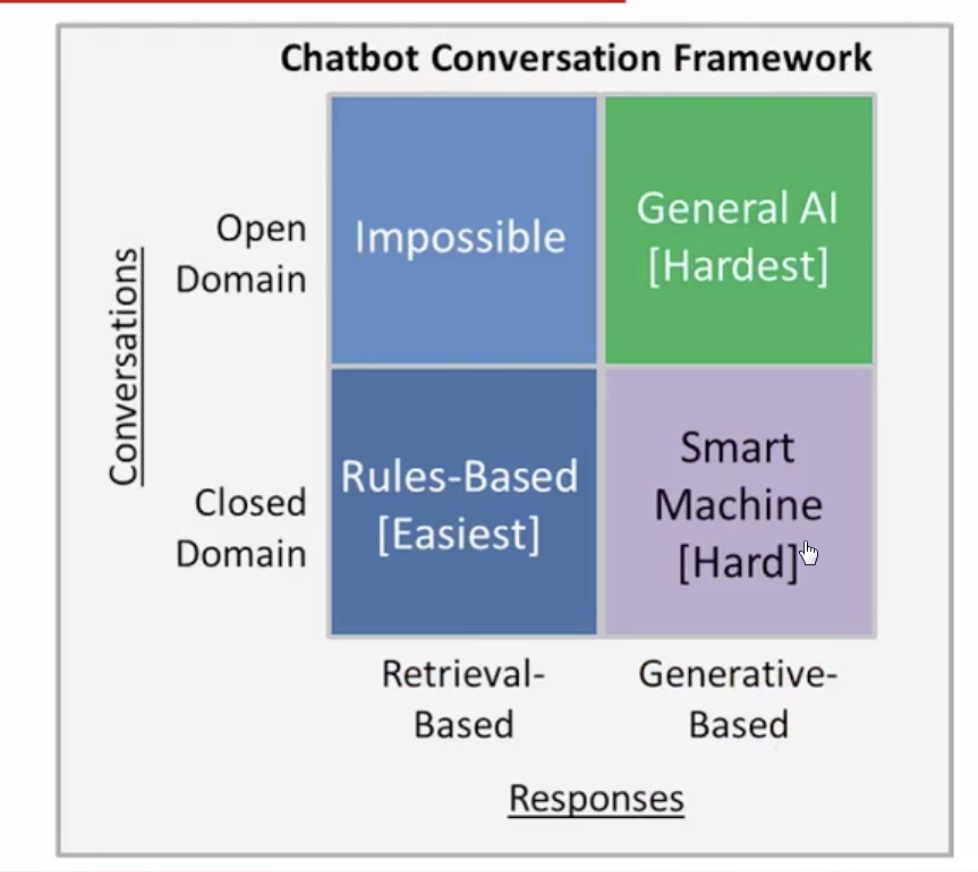 Chatbot Conversation Framework
Conversations
Open
Domain
Impossible
General AI
[Hardest]
Closed
Domain
Rules-Based
[Easiest]
Smart
Machine
[Hard]
Retrieval-
Based
Generative-
Based
Responses